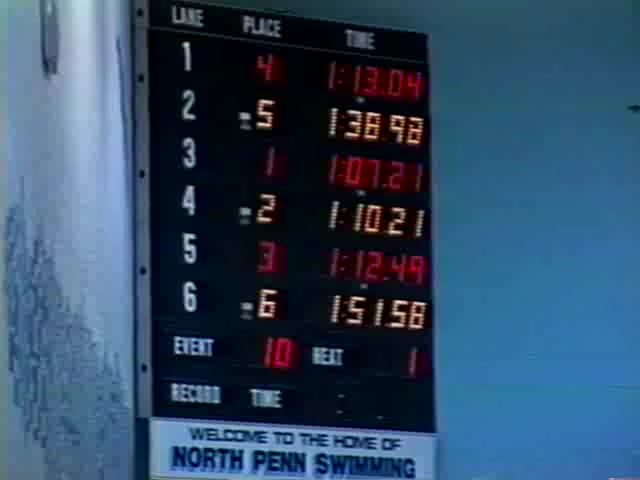 LANE PLACE TIME
1 4 1:13.04
2 5 1:38.98
3 1 1:07.21
4 2 1:10.21
5 3 1:12.49
6 6 1:51.58
EVENT 10 HEAT 1
RECORD TIME
WELCOME TO THE HOME OF
NORTH PENN SWIMMING